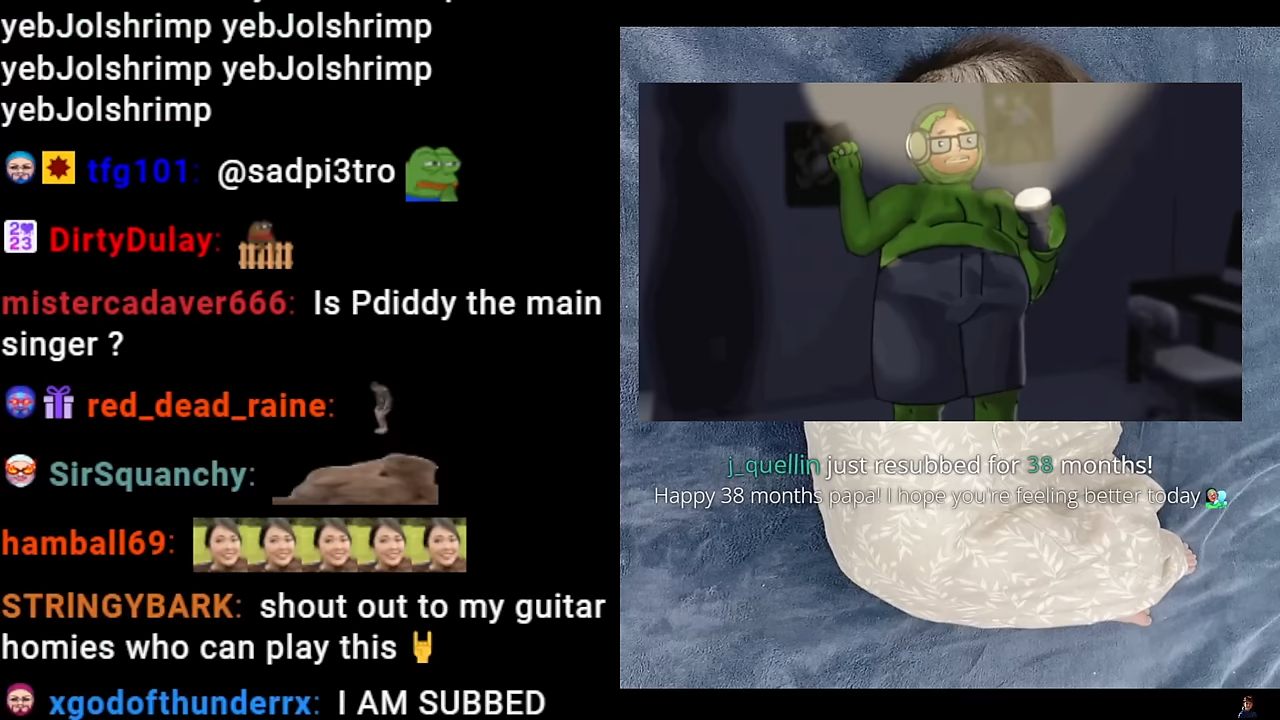 yebJolshrimp yebJolshrimp
yebJolshrimp yebJolshrimp
yebJolshrimp
tfg101: @sadpi3tro
2023
DirtyDulay:
mistercadaver666: Is Pdiddy the main
singer ?
red_dead_raine:
SirSquanchy:
hamball69:
STRINGYBARK: shout out to my guitar
homies who can play this 🤘
xgodofthunderrx: I AM SUBBED
j_quellin just resubbed for 38 months!
Happy 38 months papa! I hope you're feeling better today